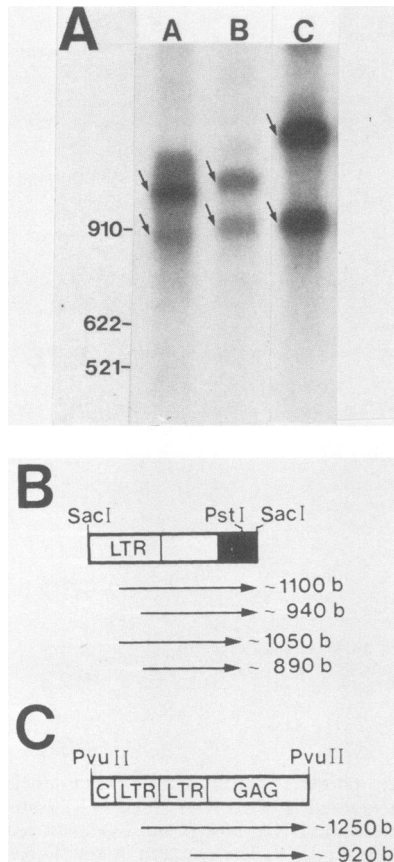 A
A B C
910-
622-
521-
B
SacI PstI SacI
LTR
~1100 b
~940 b
~1050 b
~890 b
C
PvuII PvuII
C LTR LTR GAG
~1250 b
~920 b